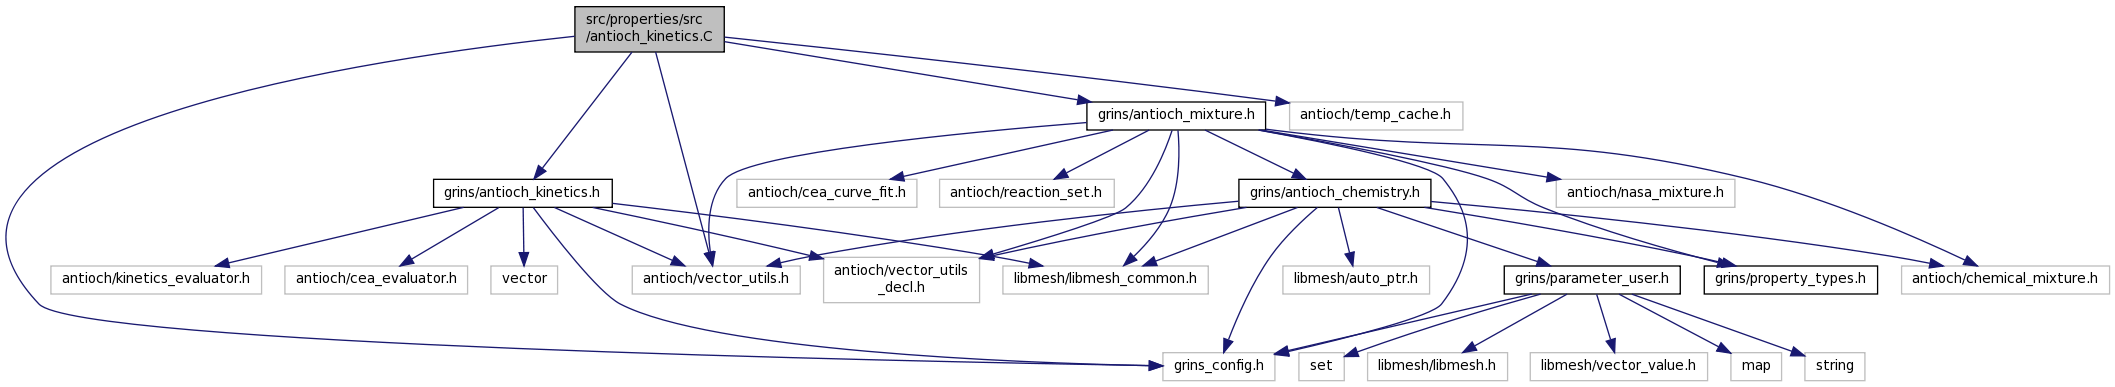 src/properties/src
/antioch_kinetics.C
grins/antioch_mixture.h
antioch/temp_cache.h
grins/antioch_kinetics.h
antioch/cea_curve_fit.h
antioch/reaction_set.h
grins/antioch_chemistry.h
antioch/nasa_mixture.h
antioch/kinetics_evaluator.h
antioch/cea_evaluator.h
vector
antioch/vector_utils.h
antioch/vector_utils
_decl.h
libmesh/libmesh_common.h
libmesh/auto_ptr.h
grins/parameter_user.h
grins/property_types.h
antioch/chemical_mixture.h
grins_config.h
set
libmesh/libmesh.h
libmesh/vector_value.h
map
string